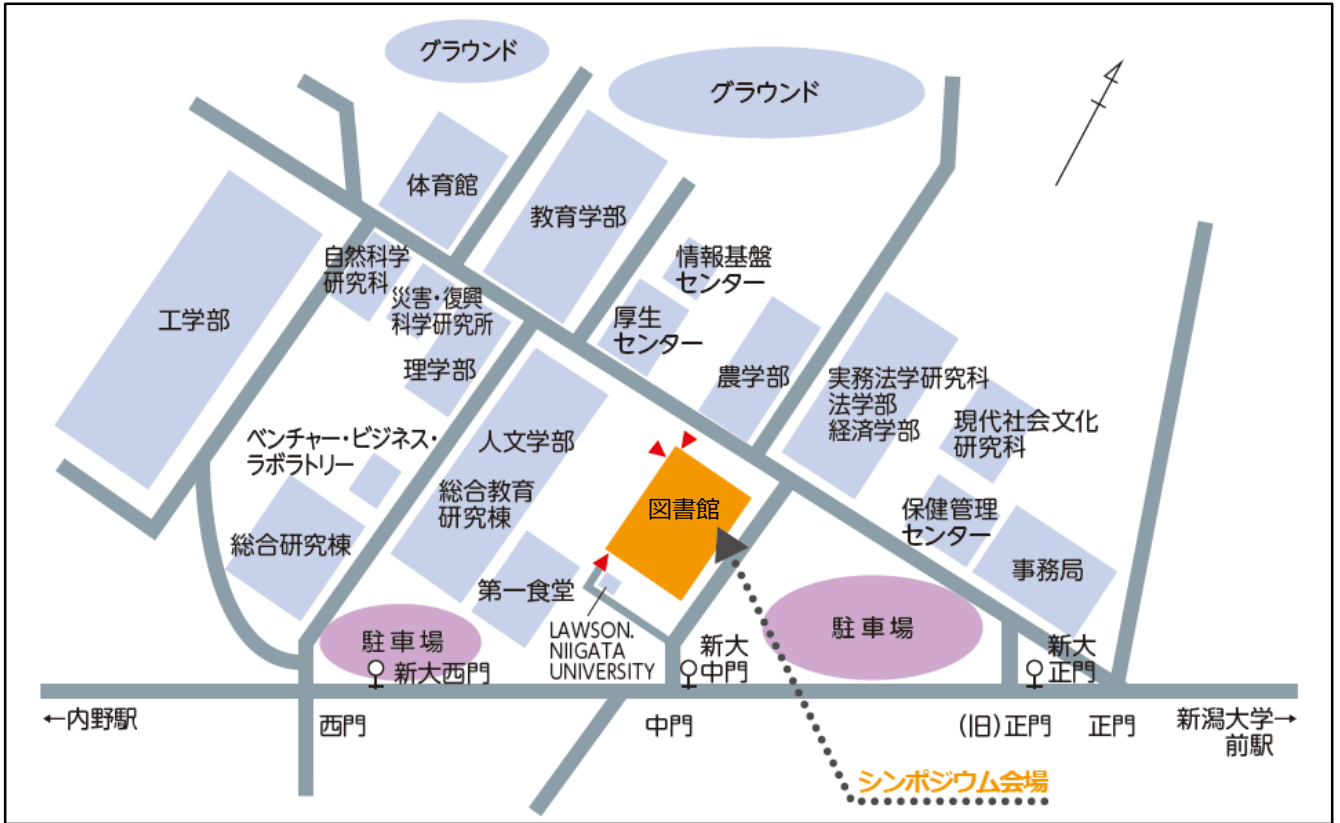 グラウンド
グラウンド
体育館
教育学部
自然科学
研究科
災害・復興
科学研究所
情報基盤
センター
工学部
厚生
センター
理学部
農学部
実務法学研究科
法学部
経済学部
現代社会文化
研究科
ベンチャー・ビジネス・
ラボラトリー
人文学部
総合教育
研究棟
図書館
保健管理
センター
総合研究棟
第一食堂
事務局
駐車場
LAWSON.
NIIGATA
UNIVERSITY
駐車場
新大西門
新大
中門
新大
正門
←内野駅
西門
中門
(旧)正門
正門
新潟大学→
前駅
シンポジウム会場